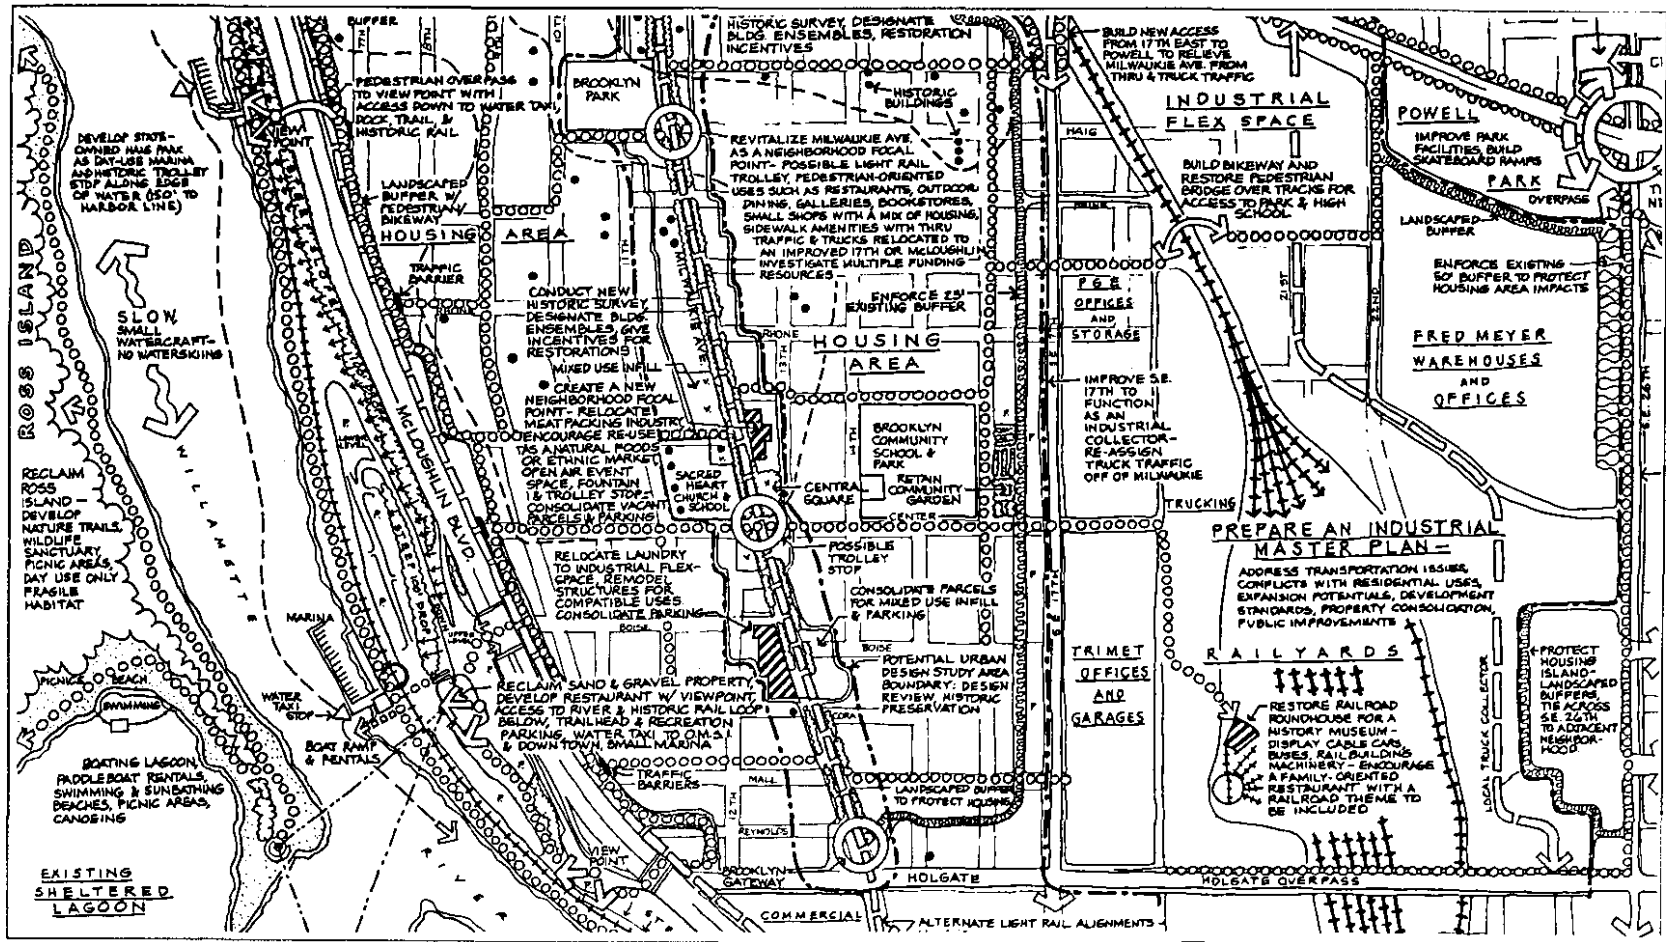 BUFFER
HISTORIC SURVEY, DESIGNATE
BLDG. ENSEMBLES, RESTORATION
INCENTIVES
BUILD NEW ACCESS
FROM 17TH EAST TO
POWELL TO RELIEVE
MILWAUKIE AVE. FROM
THRU & TRUCK TRAFFIC
PEDESTRIAN OVERPASS
TO VIEW POINT WITH
ACCESS DOWN TO WATER TAXI,
DOCK, TRAIL, &
HISTORIC RAIL
VIEW
POINT
BROOKLYN
PARK
HISTORIC
BUILDINGS
INDUSTRIAL
FLEX SPACE
HAIG
POWELL
IMPROVE PARK
FACILITIES, BUILD
SKATEBOARD RAMPS
PARK
OVERPASS
DEVELOP STATE-
OWNED HAIG PARK
AS DAY-USE MARINA
AND HISTORIC TROLLEY
STOP ALONG EDGE
OF WATER (150' TO
HARBOR LINE)
REVITALIZE MILWAUKIE AVE.
AS A NEIGHBORHOOD FOCAL
POINT- POSSIBLE LIGHT RAIL
TROLLEY, PEDESTRIAN-ORIENTED
USES SUCH AS RESTAURANTS, OUTDOOR
DINING, GALLERIES, BOOKSTORES,
SMALL SHOPS WITH A MIX OF HOUSING,
SIDEWALK AMENITIES WITH THRU
TRAFFIC & TRUCKS RELOCATED TO
AN IMPROVED 17TH OR McLOUGHLIN
INVESTIGATE MULTIPLE FUNDING
RESOURCES
BUILD BIKEWAY AND
RESTORE PEDESTRIAN
BRIDGE OVER TRACKS FOR
ACCESS TO PARK & HIGH
SCHOOL
LANDSCAPED
BUFFER
LANDSCAPED
BUFFER W/
PEDESTRIAN/
BIKEWAY
HOUSING AREA
TRAFFIC
BARRIER
11TH
MILWAUKIE AVE.
21 ST
22ND
ENFORCE EXISTING
50' BUFFER TO PROTECT
HOUSING AREA IMPACTS
ROSS ISLAND
SLOW
SMALL
WATERCRAFT-
NO WATERSKIING
CONDUCT NEW
HISTORIC SURVEY
DESIGNATE BLDG.
ENSEMBLES, GIVE
INCENTIVES FOR
RESTORATIONS
MIXED USE INFILL
RHONE
RHONE
13TH
ENFORCE 25'
EXISTING BUFFER
HOUSING
AREA
PGE
OFFICES
AND
STORAGE
FRED MEYER
WAREHOUSES
AND
OFFICES
S.E. 26TH
CREATE A NEW
NEIGHBORHOOD FOCAL
POINT- RELOCATE
MEAT PACKING INDUSTRY
ENCOURAGE RE-USE
AS A NATURAL FOODS
OR ETHNIC MARKET
OPEN AIR EVENT
SPACE, FOUNTAIN
& TROLLEY STOP-
CONSOLIDATE VACANT
PARCELS & PARKING
McLOUGHLIN BLVD.
IMPROVE S.E.
17TH TO
FUNCTION
AS AN
INDUSTRIAL
COLLECTOR-
RE-ASSIGN
TRUCK TRAFFIC
OFF OF MILWAUKIE
BROOKLYN
COMMUNITY
SCHOOL &
PARK
RETAIN
COMMUNITY
GARDEN
CENTER
SACRED
HEART
CHURCH &
SCHOOL
CENTRAL
SQUARE
TRUCKING
WILLAMETTE
RECLAIM
ROSS
ISLAND-
DEVELOP
NATURE TRAILS,
WILDLIFE
SANCTUARY,
PICNIC AREAS,
DAY USE ONLY
FRAGILE
HABITAT
PREPARE AN INDUSTRIAL
MASTER PLAN-
ADDRESS TRANSPORTATION ISSUES,
CONFLICTS WITH RESIDENTIAL USES,
EXPANSION POTENTIALS, DEVELOPMENT
STANDARDS, PROPERTY CONSOLIDATION,
PUBLIC IMPROVEMENTS
RELOCATE LAUNDRY
TO INDUSTRIAL FLEX-
SPACE, REMODEL
STRUCTURES FOR
COMPATIBLE USES
CONSOLIDATE PARKING
BOISE
POSSIBLE
TROLLEY
STOP
CONSOLIDATE PARCELS
FOR MIXED USE INFILL
& PARKING
BOISE
S E 17TH
MARINA
UPPER
LEVEL
POTENTIAL URBAN
DESIGN STUDY AREA
BOUNDARY: DESIGN
REVIEW, HISTORIC
PRESERVATION
CORA
TRIMET
OFFICES
AND
GARAGES
RAILYARDS
PROTECT
HOUSING
ISLAND-
LANDSCAPED
BUFFERS,
TIE ACROSS
S.E. 26TH
TO ADJACENT
NEIGHBOR-
HOOD
PICNIC
BEACH
SWIMMING
WATER
TAXI
STOP
RECLAIM SAND & GRAVEL PROPERTY,
DEVELOP RESTAURANT W/ VIEWPOINT
ACCESS TO RIVER & HISTORIC RAIL LOOP
BELOW, TRAILHEAD & RECREATION
PARKING, WATER TAXI TO O.M.S.I.
& DOWNTOWN, SMALL MARINA
RESTORE RAILROAD
ROUNDHOUSE FOR A
HISTORY MUSEUM-
DISPLAY CABLE CARS,
BUSES, RAIL BUILDING
MACHINERY- ENCOURAGE
A FAMILY-ORIENTED
RESTAURANT WITH A
RAILROAD THEME TO
BE INCLUDED
LOCAL TRUCK COLLECTOR
BOAT RAMP
& RENTALS
BOATING LAGOON,
PADDLEBOAT RENTALS,
SWIMMING & SUNBATHING
BEACHES, PICNIC AREAS,
CANOEING
TRAFFIC
BARRIERS
MALL
12TH
REYNOLDS
LANDSCAPED BUFFER
TO PROTECT HOUSING
RIVER
VIEW
POINT
BROOKLYN
GATEWAY
HOLGATE
HOLGATE OVERPASS
EXISTING
SHELTERED
LAGOON
COMMERCIAL
ALTERNATE LIGHT RAIL ALIGNMENTS